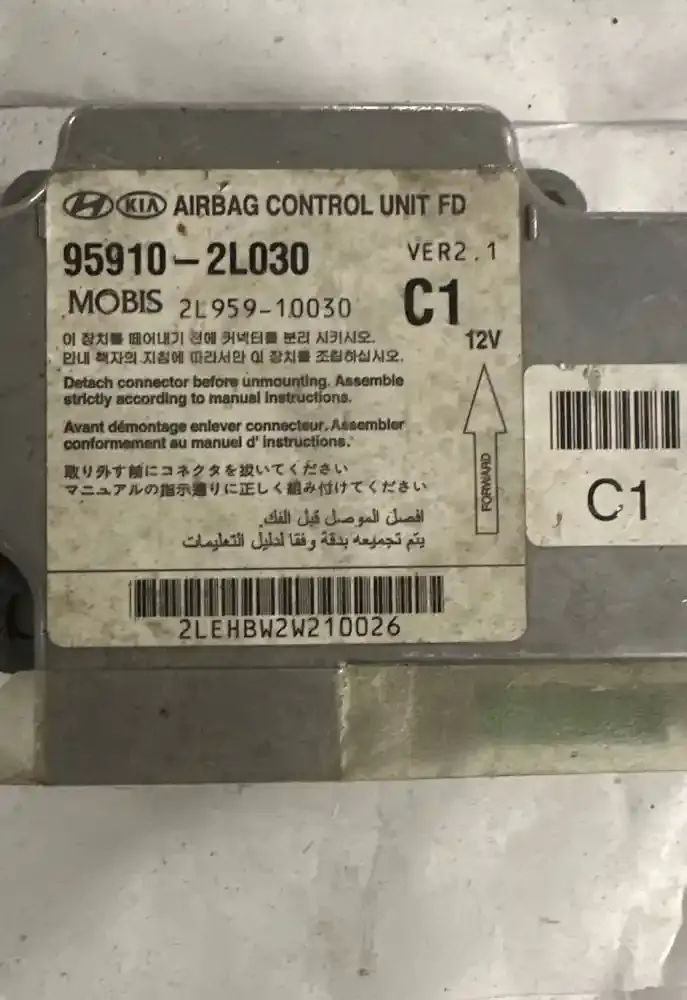 KIA AIRBAG CONTROL UNIT FD
95910-2L030
VER2.1
MOBIS 2L959-10030
C1
12V
이 장치를 떼어내기 전에 커넥터를 분리 시키시오.
안내 책자의 지침에 따라서만 이 장치를 조립하십시오.
Detach connector before unmounting. Assemble
strictly according to manual instructions.
Avant démontage enlever connecteur. Assembler
conformement au manuel d' instructions.
取り外す前にコネクタを抜いてください
マニュアルの指示通りに正しく組み付けてください
افصل الموصل قبل الفك.
يتم تجميعه بدقة وفقا لدليل التعليمات
FORWARD
2LEHBW2W210026
C1